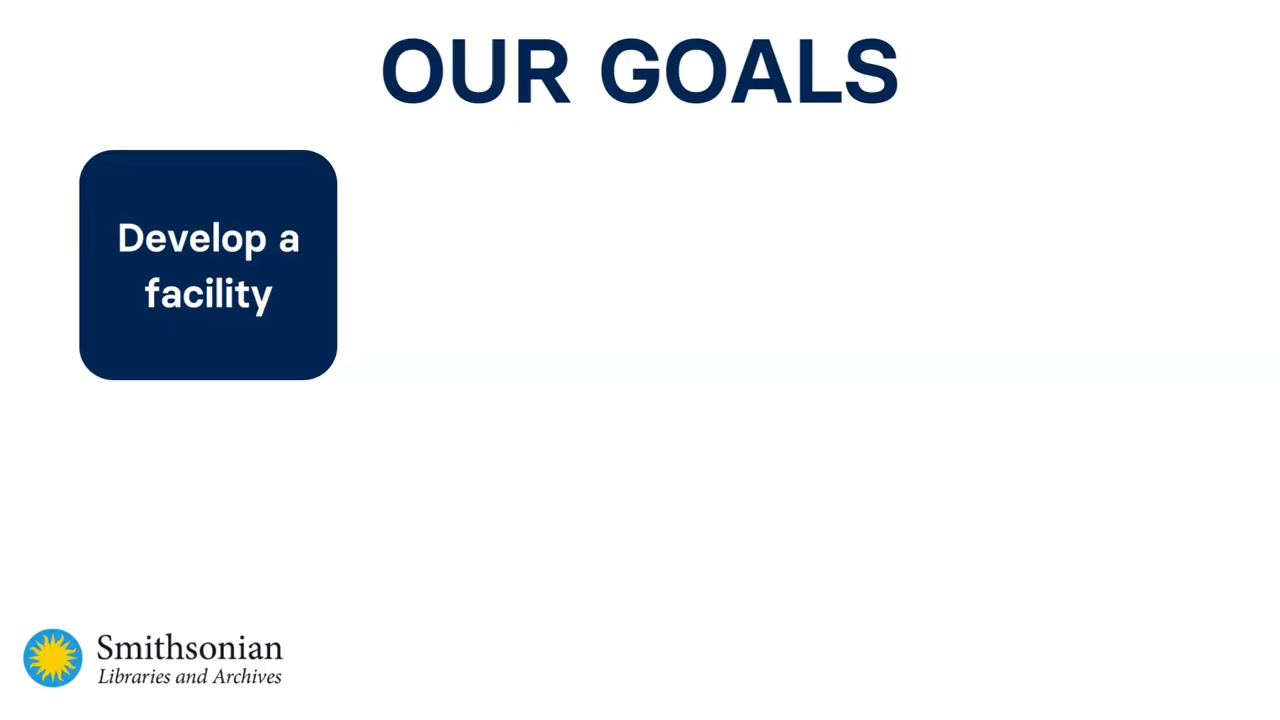 OUR GOALS
Develop a
facility
Smithsonian
Libraries and Archives